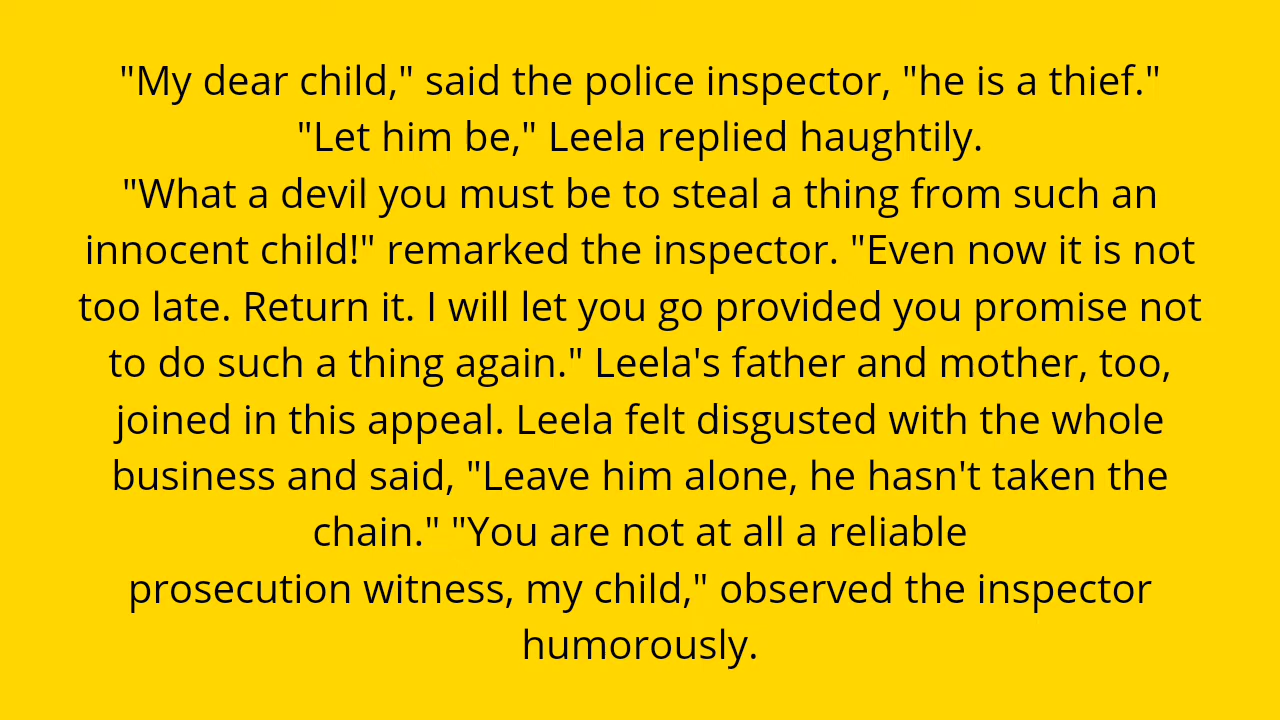 "My dear child," said the police inspector, "he is a thief."
"Let him be," Leela replied haughtily.
"What a devil you must be to steal a thing from such an
innocent child!" remarked the inspector. "Even now it is not
too late. Return it. I will let you go provided you promise not
to do such a thing again." Leela's father and mother, too,
joined in this appeal. Leela felt disgusted with the whole
business and said, "Leave him alone, he hasn't taken the
chain." "You are not at all a reliable
prosecution witness, my child," observed the inspector
humorously.